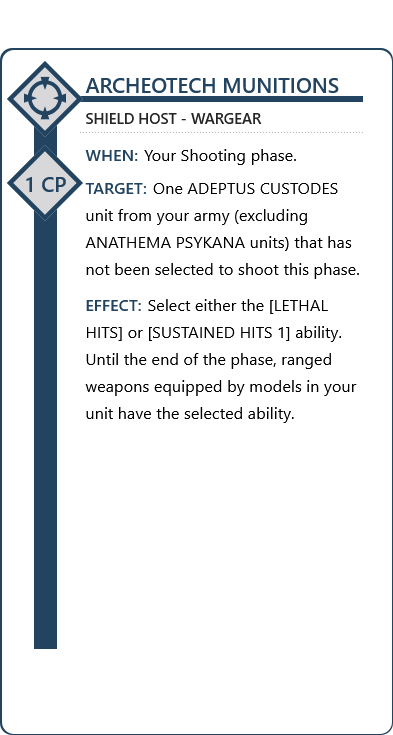 ARCHEOTECH MUNITIONS
SHIELD HOST - WARGEAR
WHEN: Your Shooting phase.
1 CP
TARGET: One ADEPTUS CUSTODES
unit from your army (excluding
ANATHEMA PSYKANA units) that has
not been selected to shoot this phase.
EFFECT: Select either the [LETHAL
HITS] or [SUSTAINED HITS 1] ability.
Until the end of the phase, ranged
weapons equipped by models in your
unit have the selected ability.